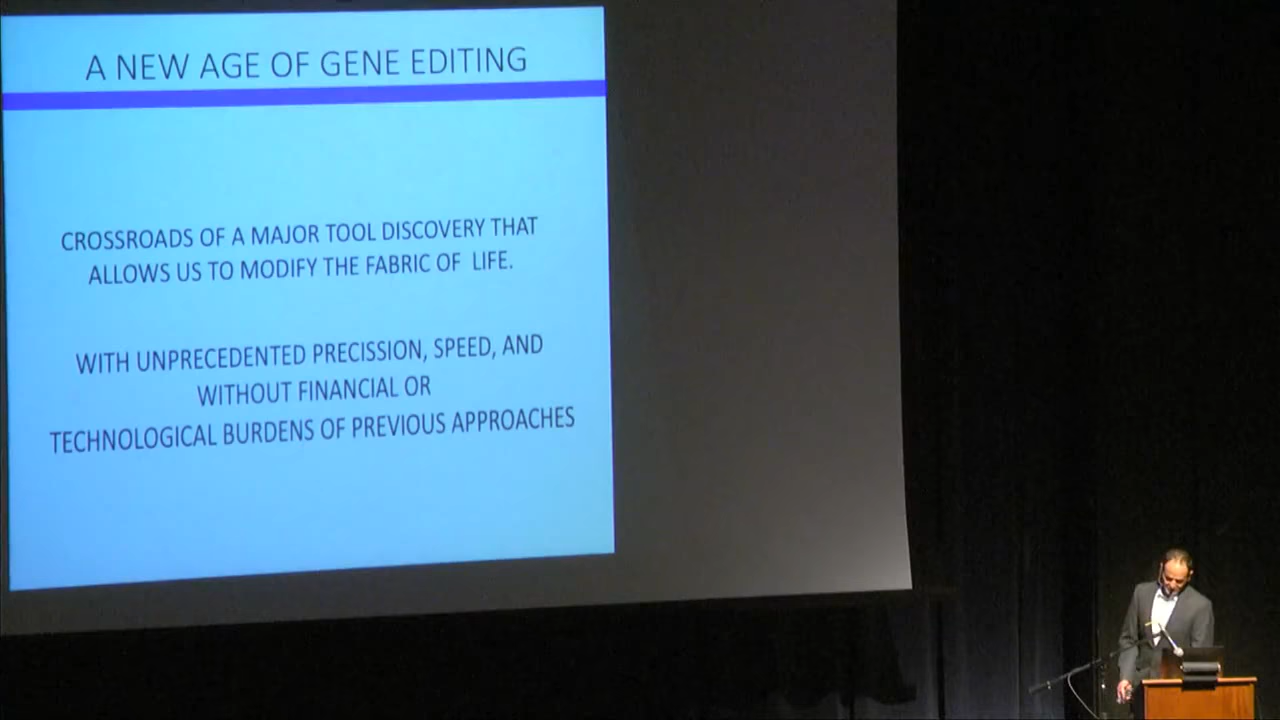 A NEW AGE OF GENE EDITING
CROSSROADS OF A MAJOR TOOL DISCOVERY THAT
ALLOWS US TO MODIFY THE FABRIC OF LIFE.
WITH UNPRECEDENTED PRECISSION, SPEED, AND
WITHOUT FINANCIAL OR
TECHNOLOGICAL BURDENS OF PREVIOUS APPROACHES